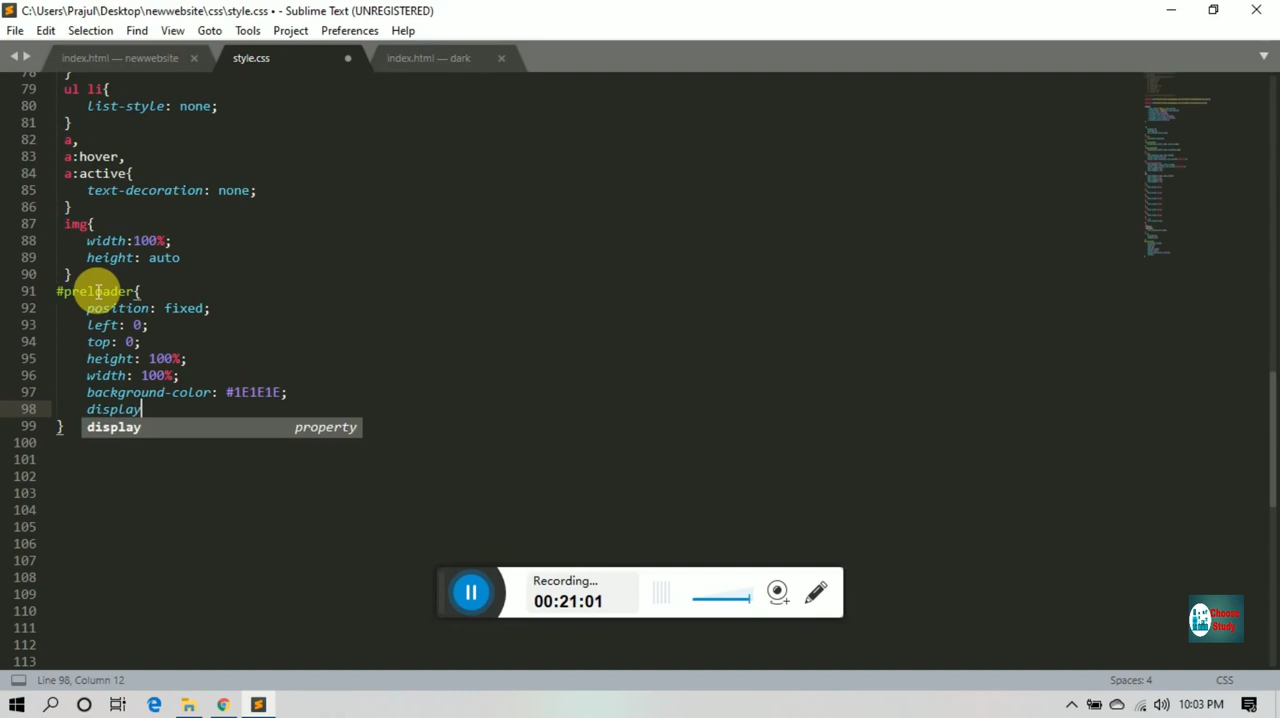 C:\Users\Prajul\Desktop\newwebsite\css\style.css • - Sublime Text (UNREGISTERED)
File Edit Selection Find View Goto Tools Project Preferences Help
index.html — newwebsite style.css index.html — dark
78 }
79 ul li{
80 list-style: none;
81 }
82 a,
83 a:hover,
84 a:active{
85 text-decoration: none;
86 }
87 img{
88 width:100%;
89 height: auto
90 }
91 #preloader{
92 position: fixed;
93 left: 0;
94 top: 0;
95 height: 100%;
96 width: 100%;
97 background-color: #1E1E1E;
98 display
99 }
display property
100
101
102
103
104
105
106
107
108
109
110
111
112
113
Recording...
00:21:01
Choose
Study
Line 98, Column 12 Spaces: 4 CSS
10:03 PM